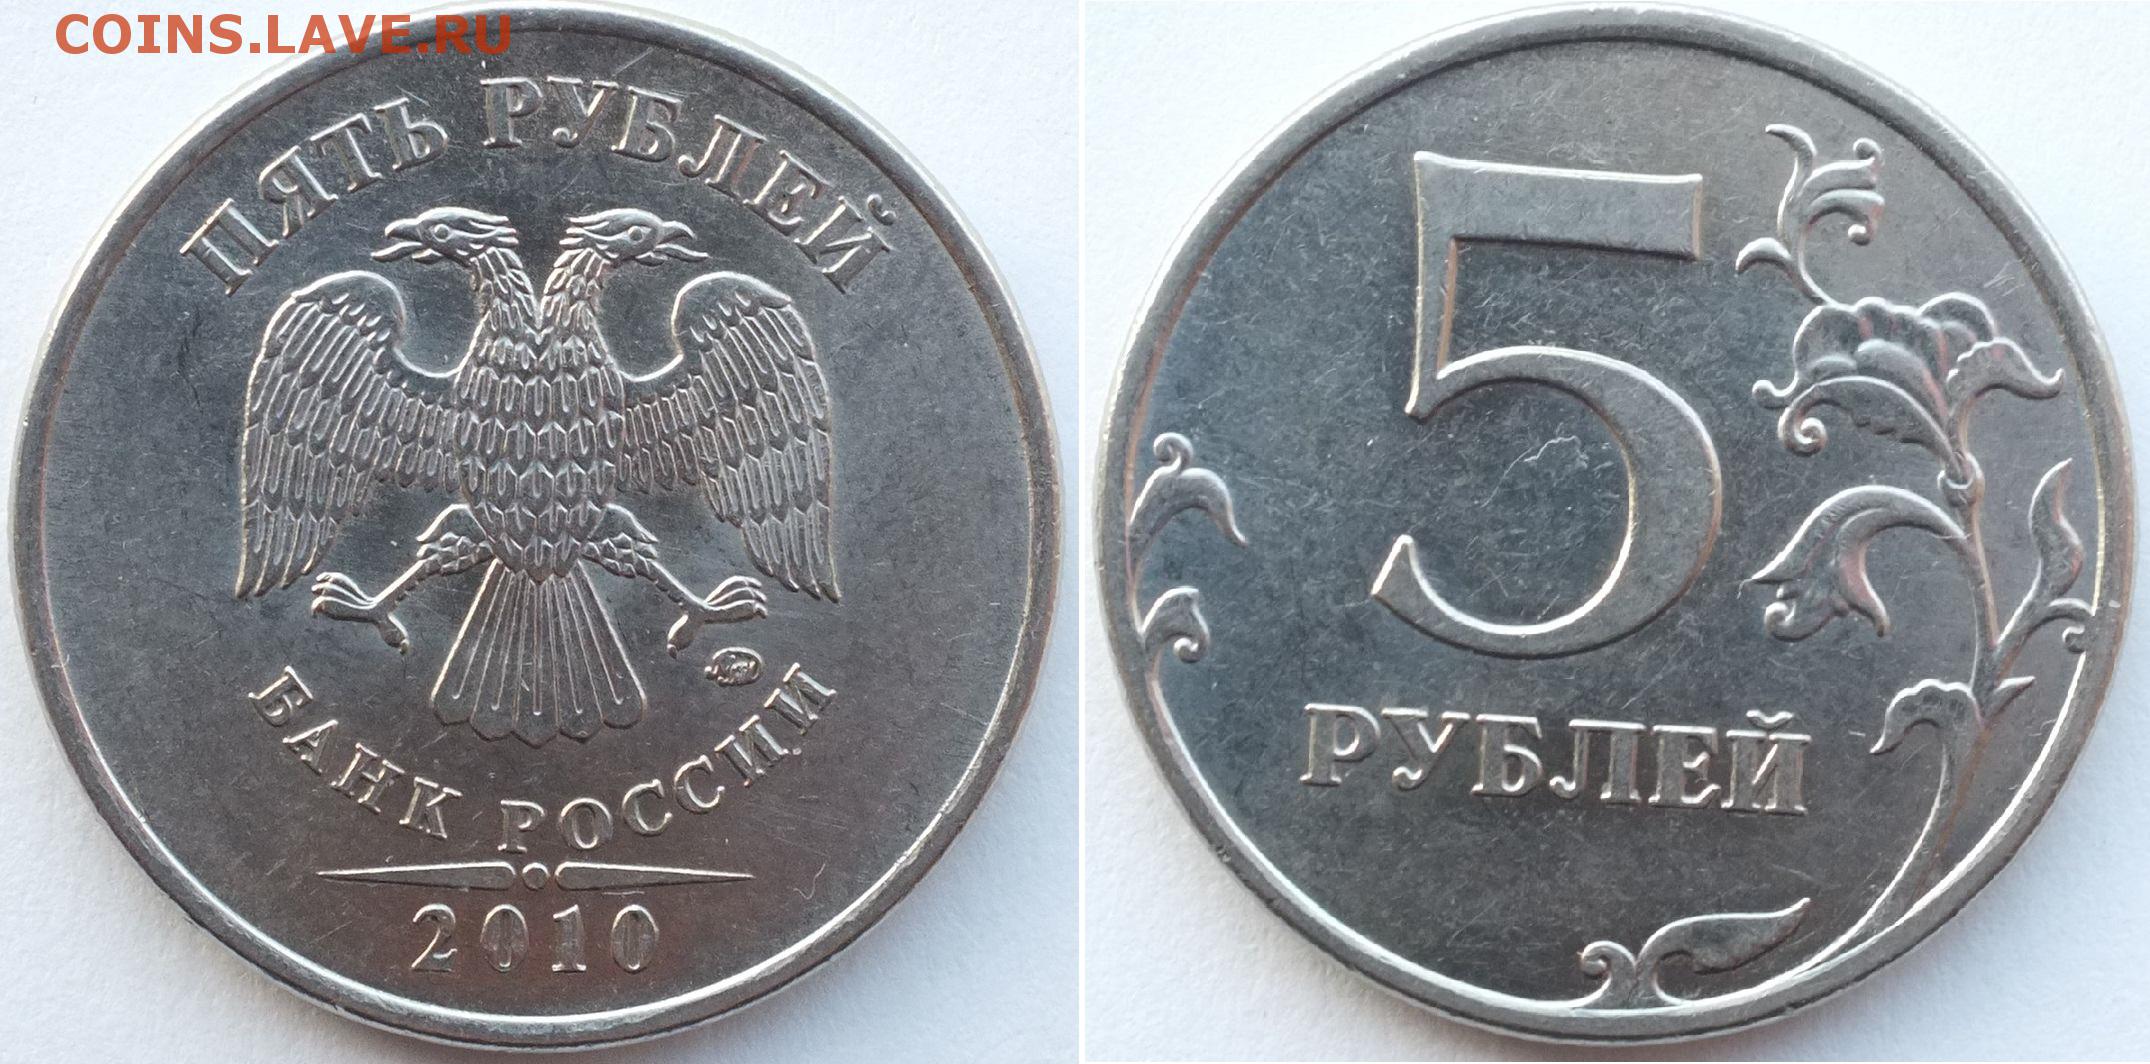 COINS.LAVE.RU
ПЯТЬ РУБЛЕЙ
БАНК РОССИИ
2010
5
РУБЛЕЙ